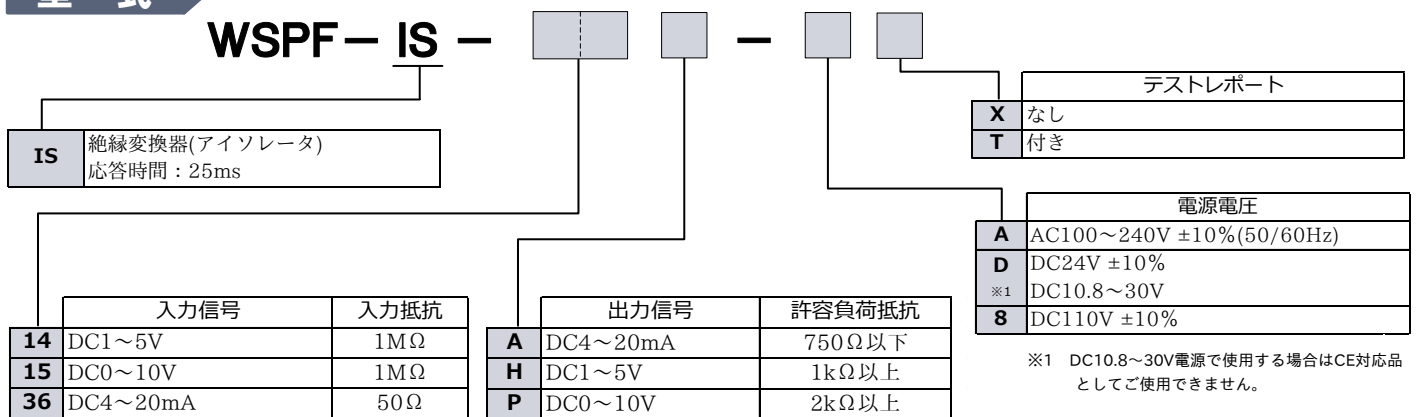 型 式
WSPF－ IS －　－
IS 絶縁変換器(アイソレータ)
応答時間：25ms
テストレポート
X なし
T 付き
電源電圧
A AC100～240V ±10%(50/60Hz)
D DC24V ±10%
※1 DC10.8～30V
8 DC110V ±10%
※1 DC10.8～30V電源で使用する場合はCE対応品
としてご使用できません。
入力信号 入力抵抗
14 DC1～5V 1MΩ
15 DC0～10V 1MΩ
36 DC4～20mA 50Ω
出力信号 許容負荷抵抗
A DC4～20mA 750Ω以下
H DC1～5V 1kΩ以上
P DC0～10V 2kΩ以上